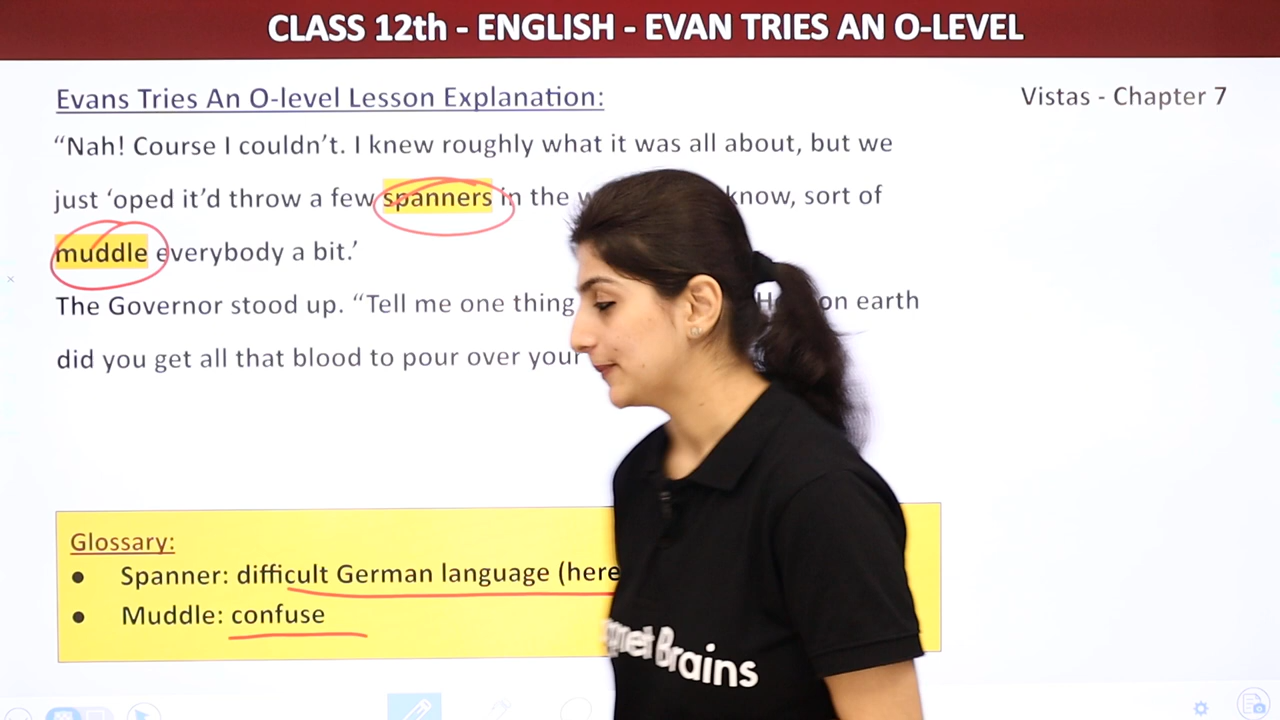 CLASS 12th - ENGLISH - EVAN TRIES AN O-LEVEL
Evans Tries An O-level Lesson Explanation:
Vistas - Chapter 7
“Nah! Course I couldn’t. I knew roughly what it was all about, but we
just ‘oped it’d throw a few spanners in the know, sort of
muddle everybody a bit.’
The Governor stood up. “Tell me one thing on earth
did you get all that blood to pour over your
Glossary:
● Spanner: difficult German language (here
● Muddle: confuse
Brains